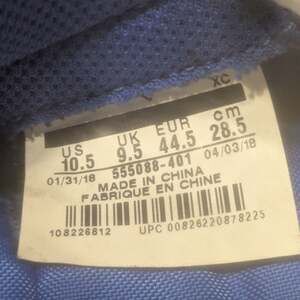 XC
US UK EUR cm
10.5 9.5 44.5 28.5
01/31/18 555088-401 04/03/18
MADE IN CHINA
FABRIQUE EN CHINE
108226812 UPC 00826220878225